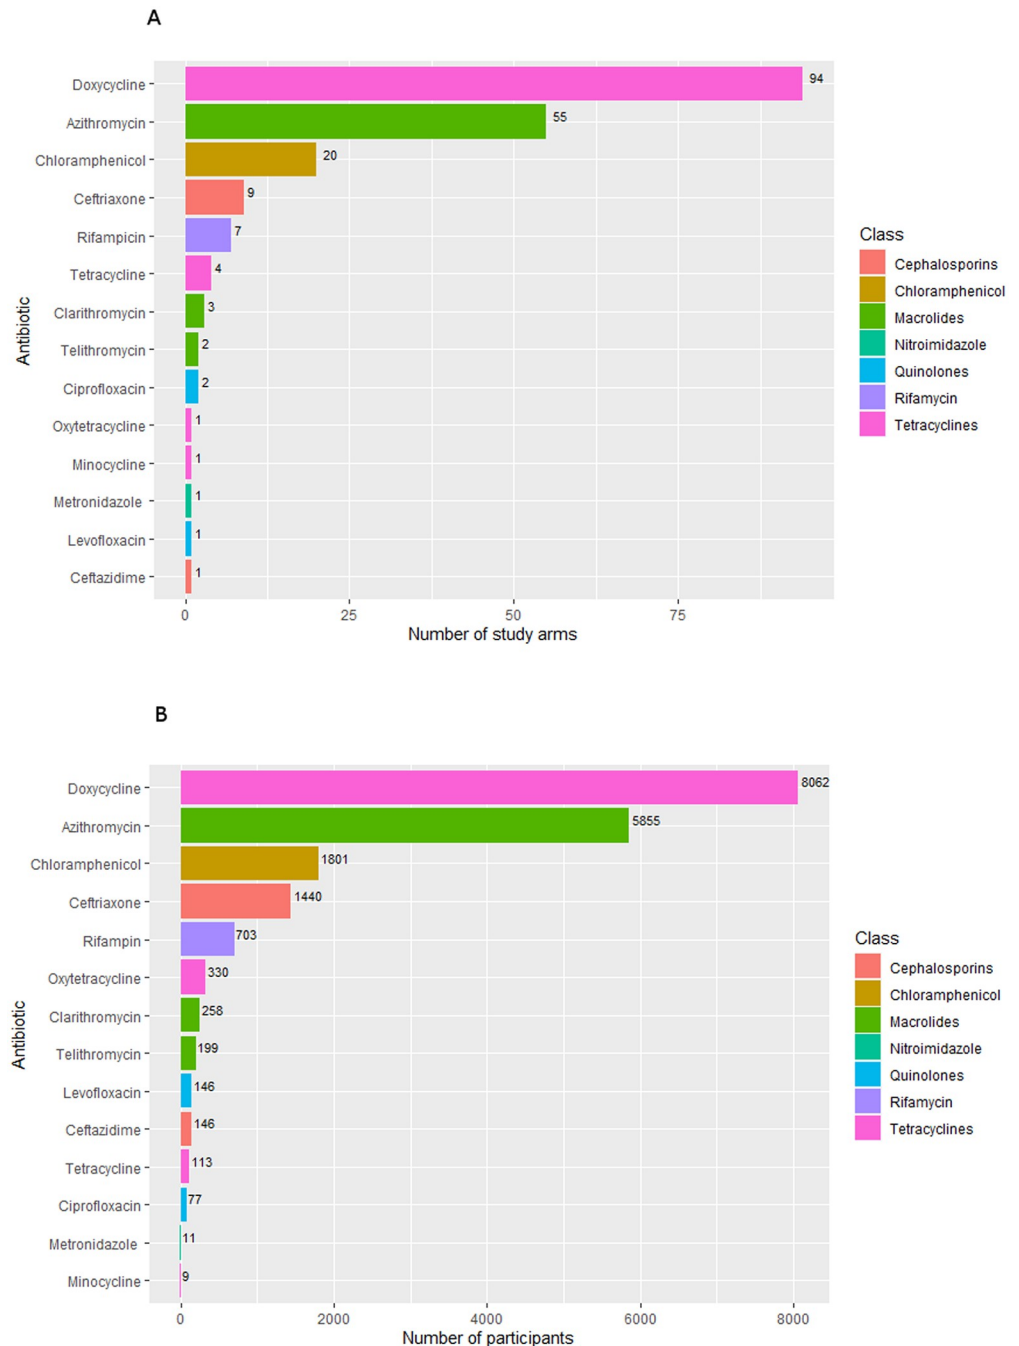 A
Doxycycline 94
Azithromycin 55
Chloramphenicol 20
Ceftriaxone 9
Rifampicin 7
Tetracycline 4
Clarithromycin 3
Telithromycin 2
Ciprofloxacin 2
Oxytetracycline 1
Minocycline 1
Metronidazole 1
Levofloxacin 1
Ceftazidime 1
Antibiotic
0 25 50 75
Number of study arms
Class
Cephalosporins
Chloramphenicol
Macrolides
Nitroimidazole
Quinolones
Rifamycin
Tetracyclines
B
Doxycycline 8062
Azithromycin 5855
Chloramphenicol 1801
Ceftriaxone 1440
Rifampin 703
Oxytetracycline 330
Clarithromycin 258
Telithromycin 199
Levofloxacin 146
Ceftazidime 146
Tetracycline 113
Ciprofloxacin 77
Metronidazole 11
Minocycline 9
Antibiotic
0 2000 4000 6000 8000
Number of participants
Class
Cephalosporins
Chloramphenicol
Macrolides
Nitroimidazole
Quinolones
Rifamycin
Tetracyclines